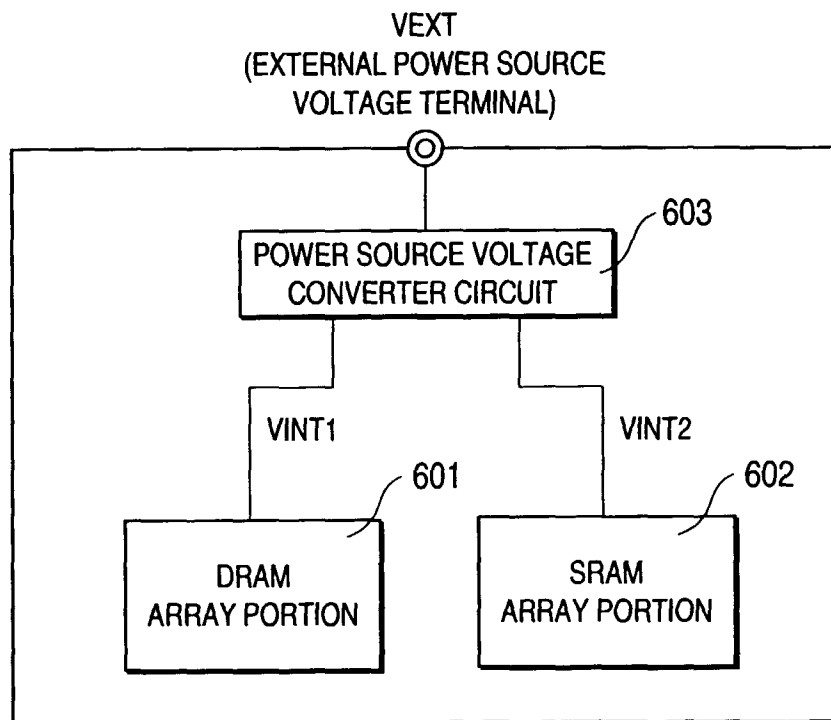 VEXT
(EXTERNAL POWER SOURCE
VOLTAGE TERMINAL)
603
POWER SOURCE VOLTAGE
CONVERTER CIRCUIT
VINT1
VINT2
601
602
DRAM
ARRAY PORTION
SRAM
ARRAY PORTION